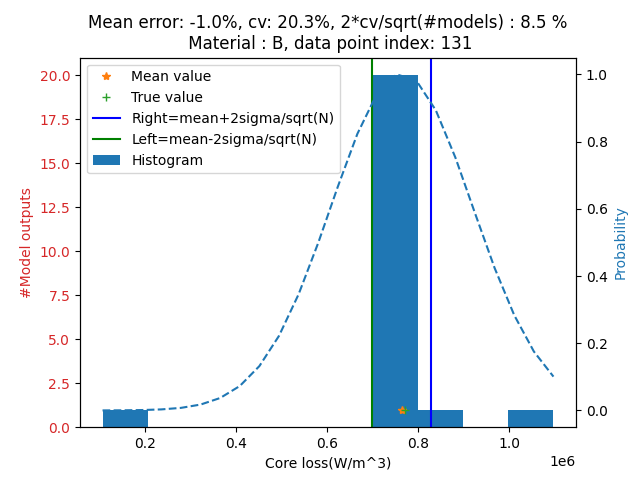 Mean error: -1.0%, cv: 20.3%, 2*cv/sqrt(#models) : 8.5 %
Material : B, data point index: 131
Mean value
True value
Right=mean+2sigma/sqrt(N)
Left=mean-2sigma/sqrt(N)
Histogram
#Model outputs
20.0
17.5
15.0
12.5
10.0
7.5
5.0
2.5
0.0
Probability
1.0
0.8
0.6
0.4
0.2
0.0
0.2 0.4 0.6 0.8 1.0
1e6
Core loss(W/m^3)